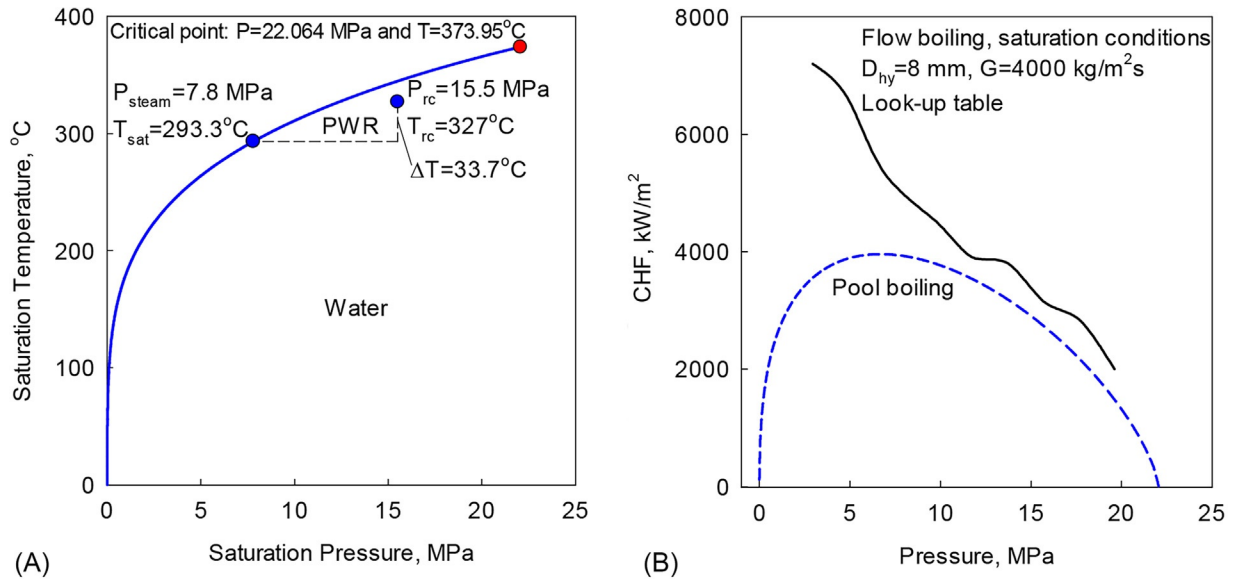 400
300
200
100
0
Saturation Temperature, °C
Critical point: P=22.064 MPa and T=373.95°C
P_steam=7.8 MPa
T_sat=293.3°C
PWR
P_rc=15.5 MPa
T_rc=327°C
ΔT=33.7°C
Water
0 5 10 15 20 25
Saturation Pressure, MPa
(A)
8000
6000
4000
2000
0
CHF, kW/m²
Flow boiling, saturation conditions
D_hy=8 mm, G=4000 kg/m²s
Look-up table
Pool boiling
0 5 10 15 20 25
Pressure, MPa
(B)